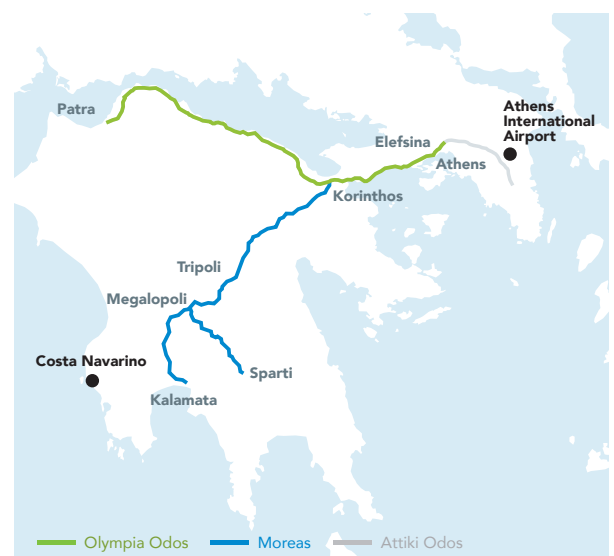 Patra
Athens
International
Airport
Elefsina
Athens
Korinthos
Tripoli
Megalopoli
Costa Navarino
Sparti
Kalamata
Olympia Odos
Moreas
Attiki Odos